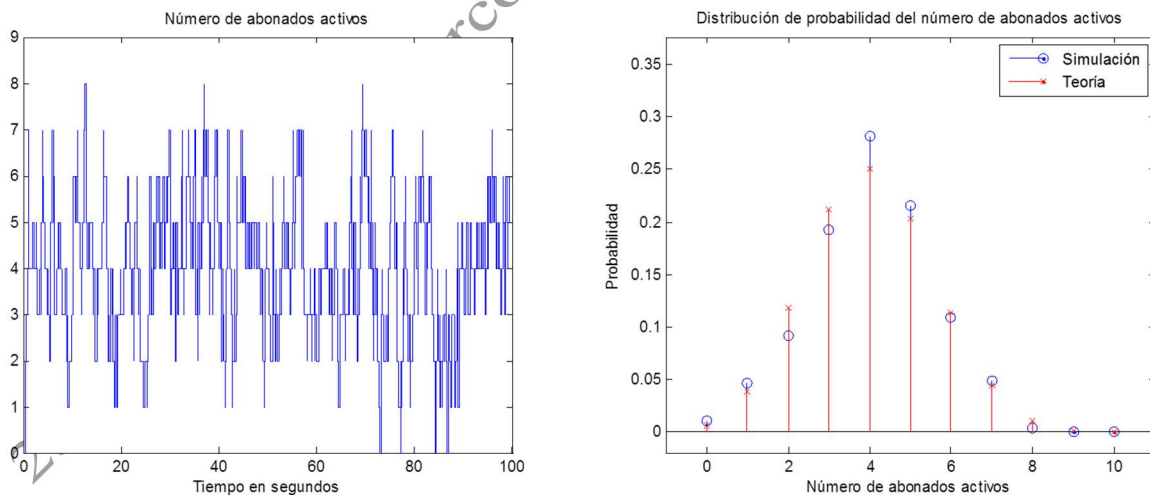 Número de abonados activos
9
8
7
6
5
4
3
2
1
0
0 20 40 60 80 100
Tiempo en segundos
Distribución de probabilidad del número de abonados activos
Simulación
Teoría
0.35
0.3
0.25
0.2
0.15
0.1
0.05
0
Probabilidad
0 2 4 6 8 10
Número de abonados activos